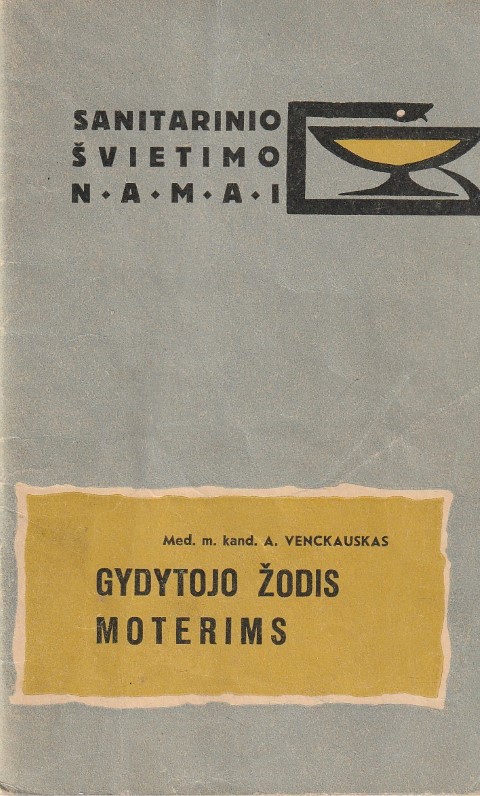 SANITARINIO
ŠVIETIMO
N·A·M·A·I
Med. m. kand. A. VENCKAUSKAS
GYDYTOJO ŽODIS
MOTERIMS